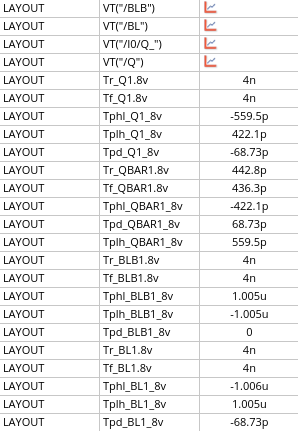 LAYOUT VT("/BLB")
LAYOUT VT("/BL")
LAYOUT VT("/I0/Q_")
LAYOUT VT("/Q")
LAYOUT Tr_Q1.8v 4n
LAYOUT Tf_Q1.8v 4n
LAYOUT Tphl_Q1_8v -559.5p
LAYOUT Tplh_Q1_8v 422.1p
LAYOUT Tpd_Q1_8v -68.73p
LAYOUT Tr_QBAR1.8v 442.8p
LAYOUT Tf_QBAR1.8v 436.3p
LAYOUT Tphl_QBAR1_8v -422.1p
LAYOUT Tpd_QBAR1_8v 68.73p
LAYOUT Tplh_QBAR1_8v 559.5p
LAYOUT Tr_BLB1.8v 4n
LAYOUT Tf_BLB1.8v 4n
LAYOUT Tphl_BLB1_8v 1.005u
LAYOUT Tplh_BLB1_8v -1.005u
LAYOUT Tpd_BLB1_8v 0
LAYOUT Tr_BL1.8v 4n
LAYOUT Tf_BL1.8v 4n
LAYOUT Tphl_BL1_8v -1.006u
LAYOUT Tplh_BL1_8v 1.005u
LAYOUT Tpd_BL1_8v -68.73p